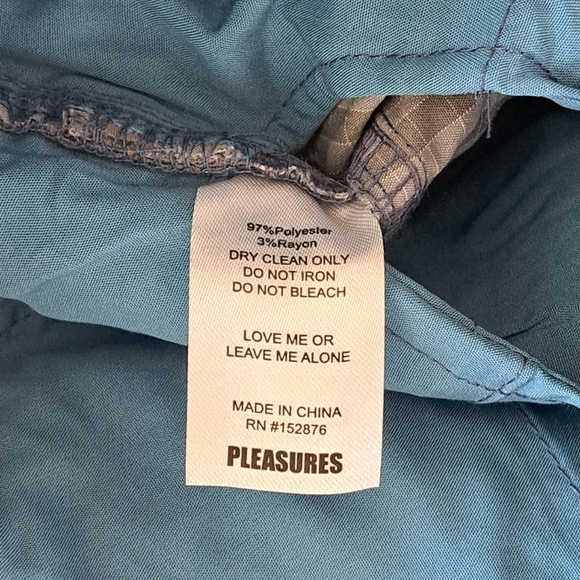 97%Polyester
3%Rayon
DRY CLEAN ONLY
DO NOT IRON
DO NOT BLEACH
LOVE ME OR
LEAVE ME ALONE
MADE IN CHINA
RN #152876
PLEASURES